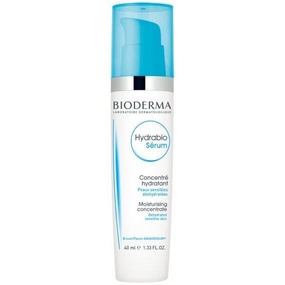 BIODERMA
LABORATOIRE DERMATOLOGIQUE
Hydrabio
Sérum
Concentré
hydratant
Peaux sensibles
déshydratées
Moisturising
concentrate
Dehydrated
sensitive skin
40 ml 1.33 FL. OZ.